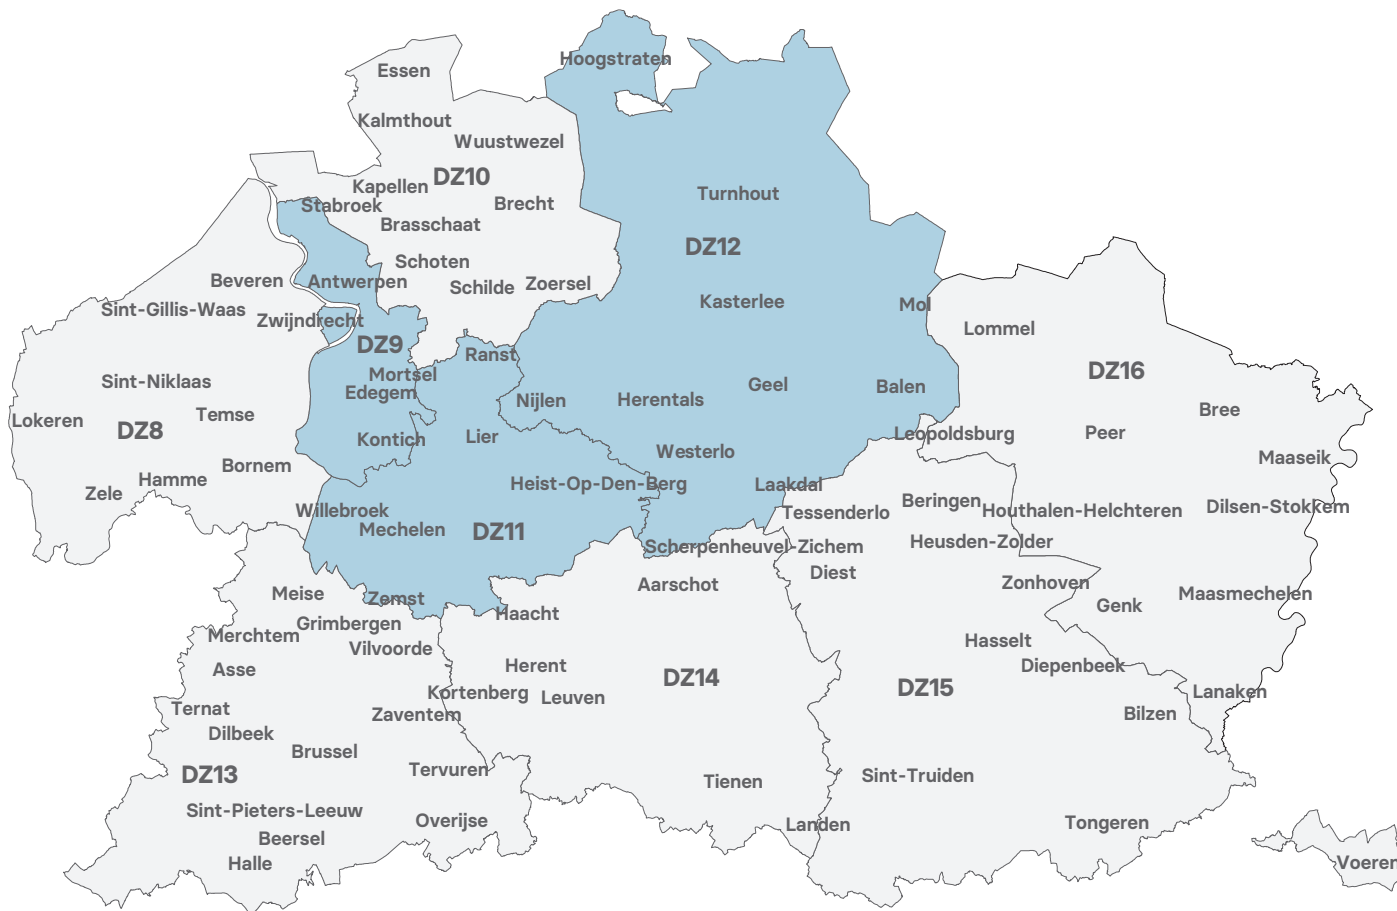 Hoogstraten
Essen
Kalmthout
Wuustwezel
DZ10
Kapellen
Turnhout
Stabroek
Brecht
Brasschaat
DZ12
Schoten
Beveren
Antwerpen
Schilde
Zoersel
Kasterlee
Mol
Sint-Gillis-Waas
Zwijndrecht
Lommel
DZ9
Ranst
DZ16
Mortsel
Sint-Niklaas
Edegem
Geel
Balen
Nijlen
Herentals
Bree
Temse
Lokeren
DZ8
Kontich
Lier
Leopoldsburg
Peer
Westerlo
Maaseik
Bornem
Hamme
Zele
Heist-Op-Den-Berg
Laakdal
Beringen
Willebroek
Tessenderlo
Houthalen-Helchteren
Dilsen-Stokkem
Mechelen
DZ11
Heusden-Zolder
Scherpenheuvel-Zichem
Diest
Aarschot
Zonhoven
Meise
Zemst
Genk
Maasmechelen
Haacht
Grimbergen
Merchtem
Vilvoorde
Hasselt
Asse
Herent
Diepenbeek
DZ14
DZ15
Kortenberg
Leuven
Lanaken
Ternat
Zaventem
Bilzen
Dilbeek
Brussel
DZ13
Tervuren
Sint-Truiden
Tienen
Sint-Pieters-Leeuw
Overijse
Landen
Tongeren
Beersel
Halle
Voeren